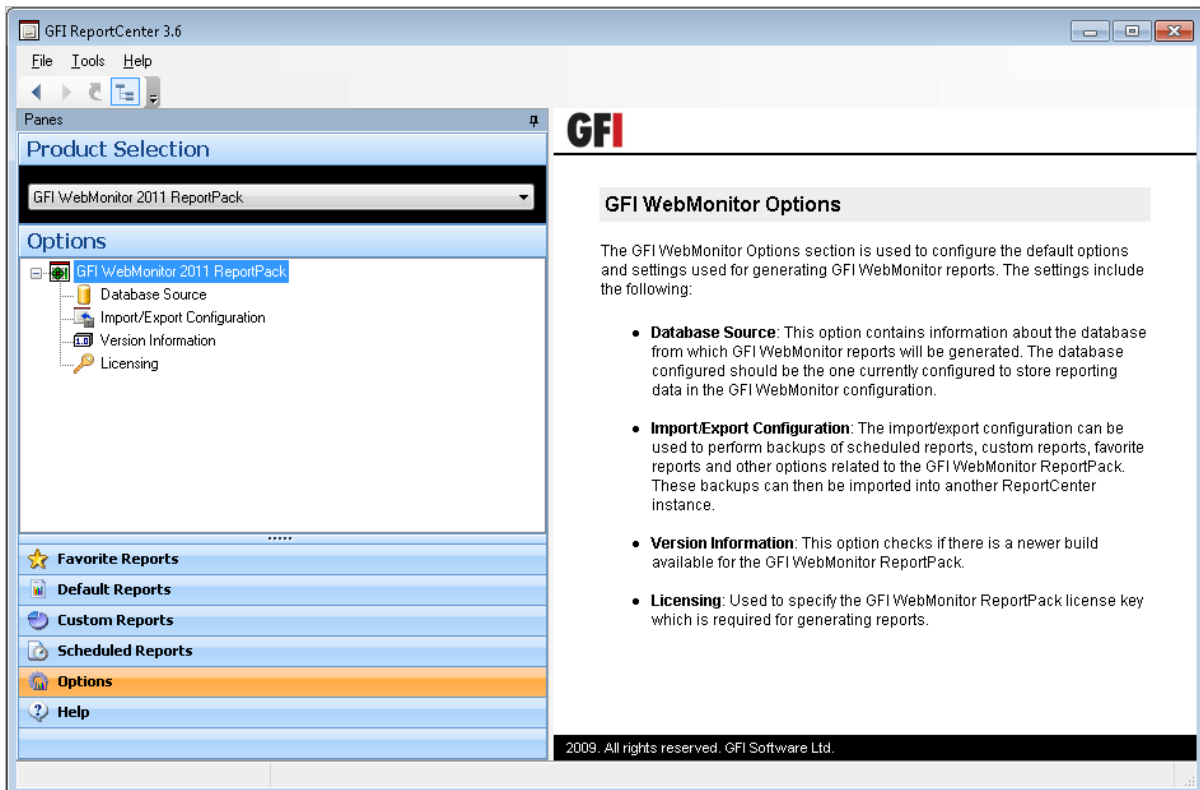 GFI ReportCenter 3.6
File Tools Help
Panes
Product Selection
GFI WebMonitor 2011 ReportPack
Options
GFI WebMonitor 2011 ReportPack
Database Source
Import/Export Configuration
1.0 Version Information
Licensing
Favorite Reports
Default Reports
Custom Reports
Scheduled Reports
Options
Help
GFI
GFI WebMonitor Options
The GFI WebMonitor Options section is used to configure the default options
and settings used for generating GFI WebMonitor reports. The settings include
the following:
● Database Source: This option contains information about the database
from which GFI WebMonitor reports will be generated. The database
configured should be the one currently configured to store reporting
data in the GFI WebMonitor configuration.
● Import/Export Configuration: The import/export configuration can be
used to perform backups of scheduled reports, custom reports, favorite
reports and other options related to the GFI WebMonitor ReportPack.
These backups can then be imported into another ReportCenter
instance.
● Version Information: This option checks if there is a newer build
available for the GFI WebMonitor ReportPack.
● Licensing: Used to specify the GFI WebMonitor ReportPack license key
which is required for generating reports.
2009. All rights reserved. GFI Software Ltd.